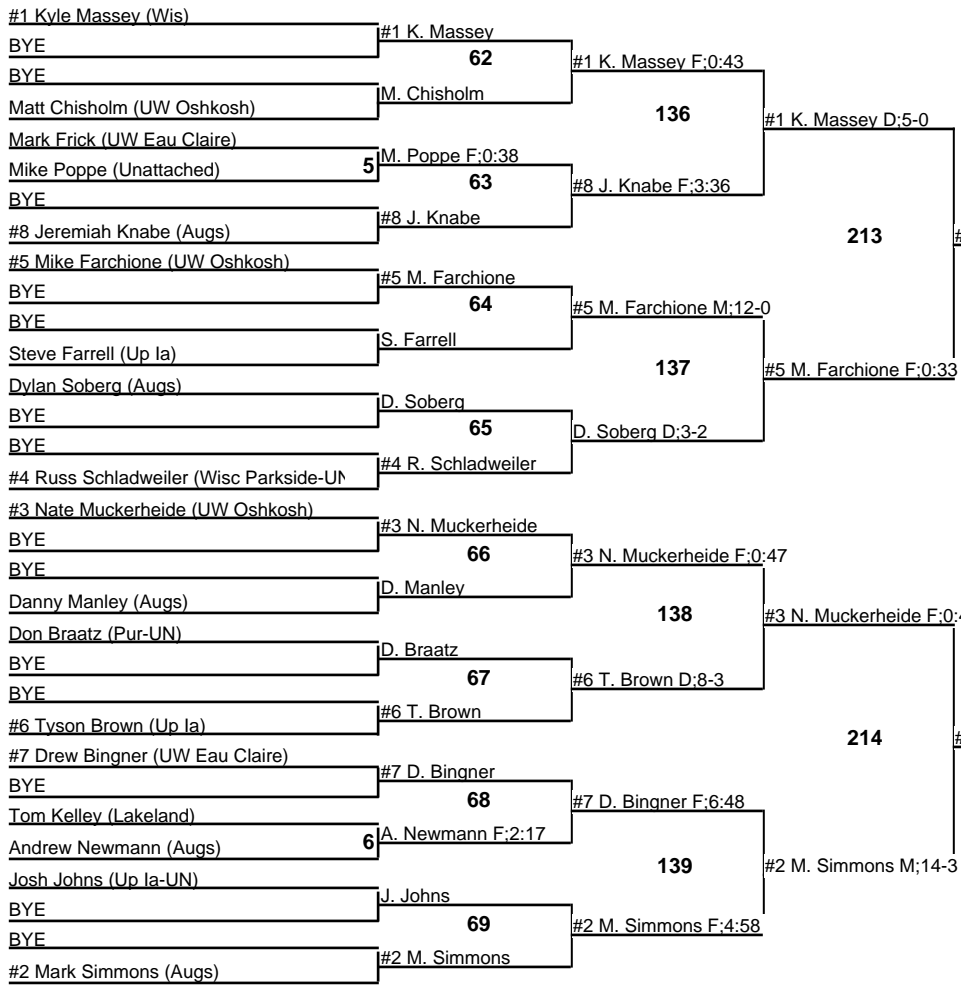 #1 Kyle Massey (Wis)
BYE
BYE
Matt Chisholm (UW Oshkosh)
Mark Frick (UW Eau Claire)
Mike Poppe (Unattached)
BYE
#8 Jeremiah Knabe (Augs)
#5 Mike Farchione (UW Oshkosh)
BYE
BYE
Steve Farrell (Up Ia)
Dylan Soberg (Augs)
BYE
BYE
#4 Russ Schladweiler (Wisc Parkside-UN
#3 Nate Muckerheide (UW Oshkosh)
BYE
BYE
Danny Manley (Augs)
Don Braatz (Pur-UN)
BYE
BYE
#6 Tyson Brown (Up Ia)
#7 Drew Bingner (UW Eau Claire)
BYE
Tom Kelley (Lakeland)
Andrew Newmann (Augs)
Josh Johns (Up Ia-UN)
BYE
BYE
#2 Mark Simmons (Augs)
5
6
#1 K. Massey
62
M. Chisholm
M. Poppe F;0:38
63
#8 J. Knabe
#5 M. Farchione
64
S. Farrell
D. Soberg
65
#4 R. Schladweiler
#3 N. Muckerheide
66
D. Manley
D. Braatz
67
#6 T. Brown
#7 D. Bingner
68
A. Newmann F;2:17
J. Johns
69
#2 M. Simmons
#1 K. Massey F;0:43
136
#8 J. Knabe F;3:36
#5 M. Farchione M;12-0
137
D. Soberg D;3-2
#3 N. Muckerheide F;0:47
138
#6 T. Brown D;8-3
#7 D. Bingner F;6:48
139
#2 M. Simmons F;4:58
#1 K. Massey D;5-0
213
#5 M. Farchione F;0:33
#3 N. Muckerheide
214
#2 M. Simmons M;14-3